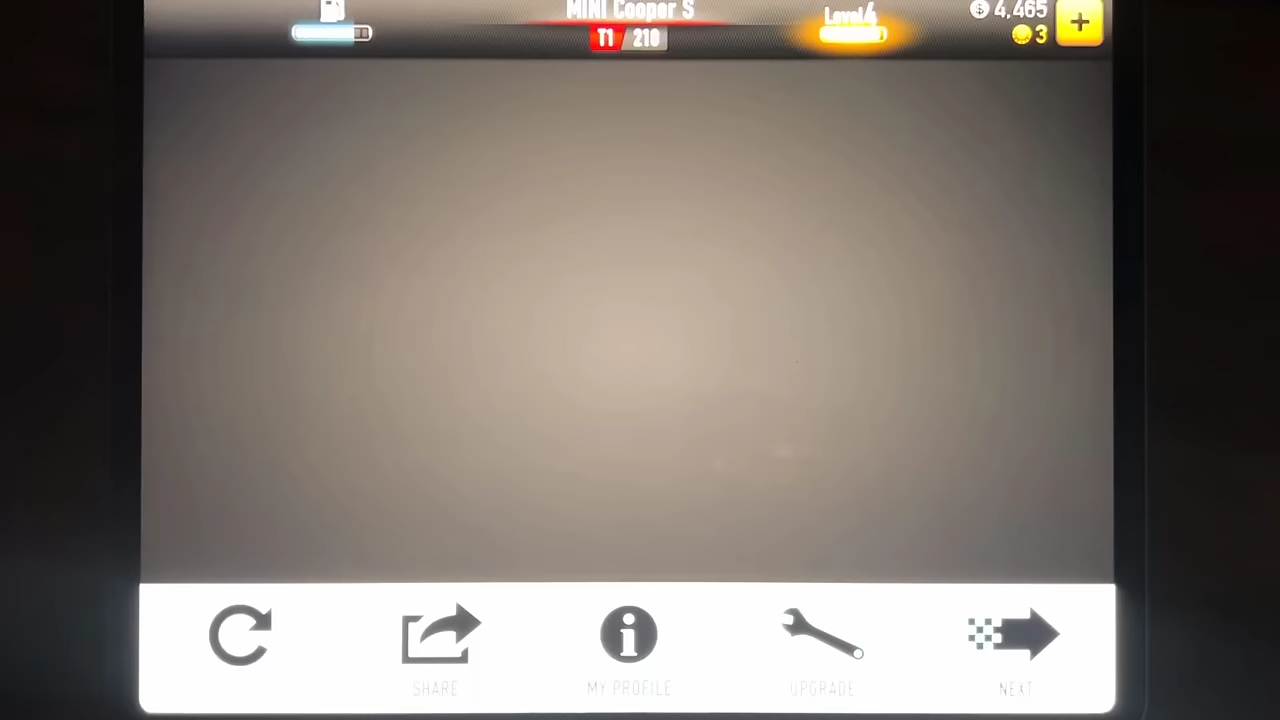 MINI Cooper S
T1 210
Level 4
4,465
3
SHARE
MY PROFILE
UPGRADE
NEXT